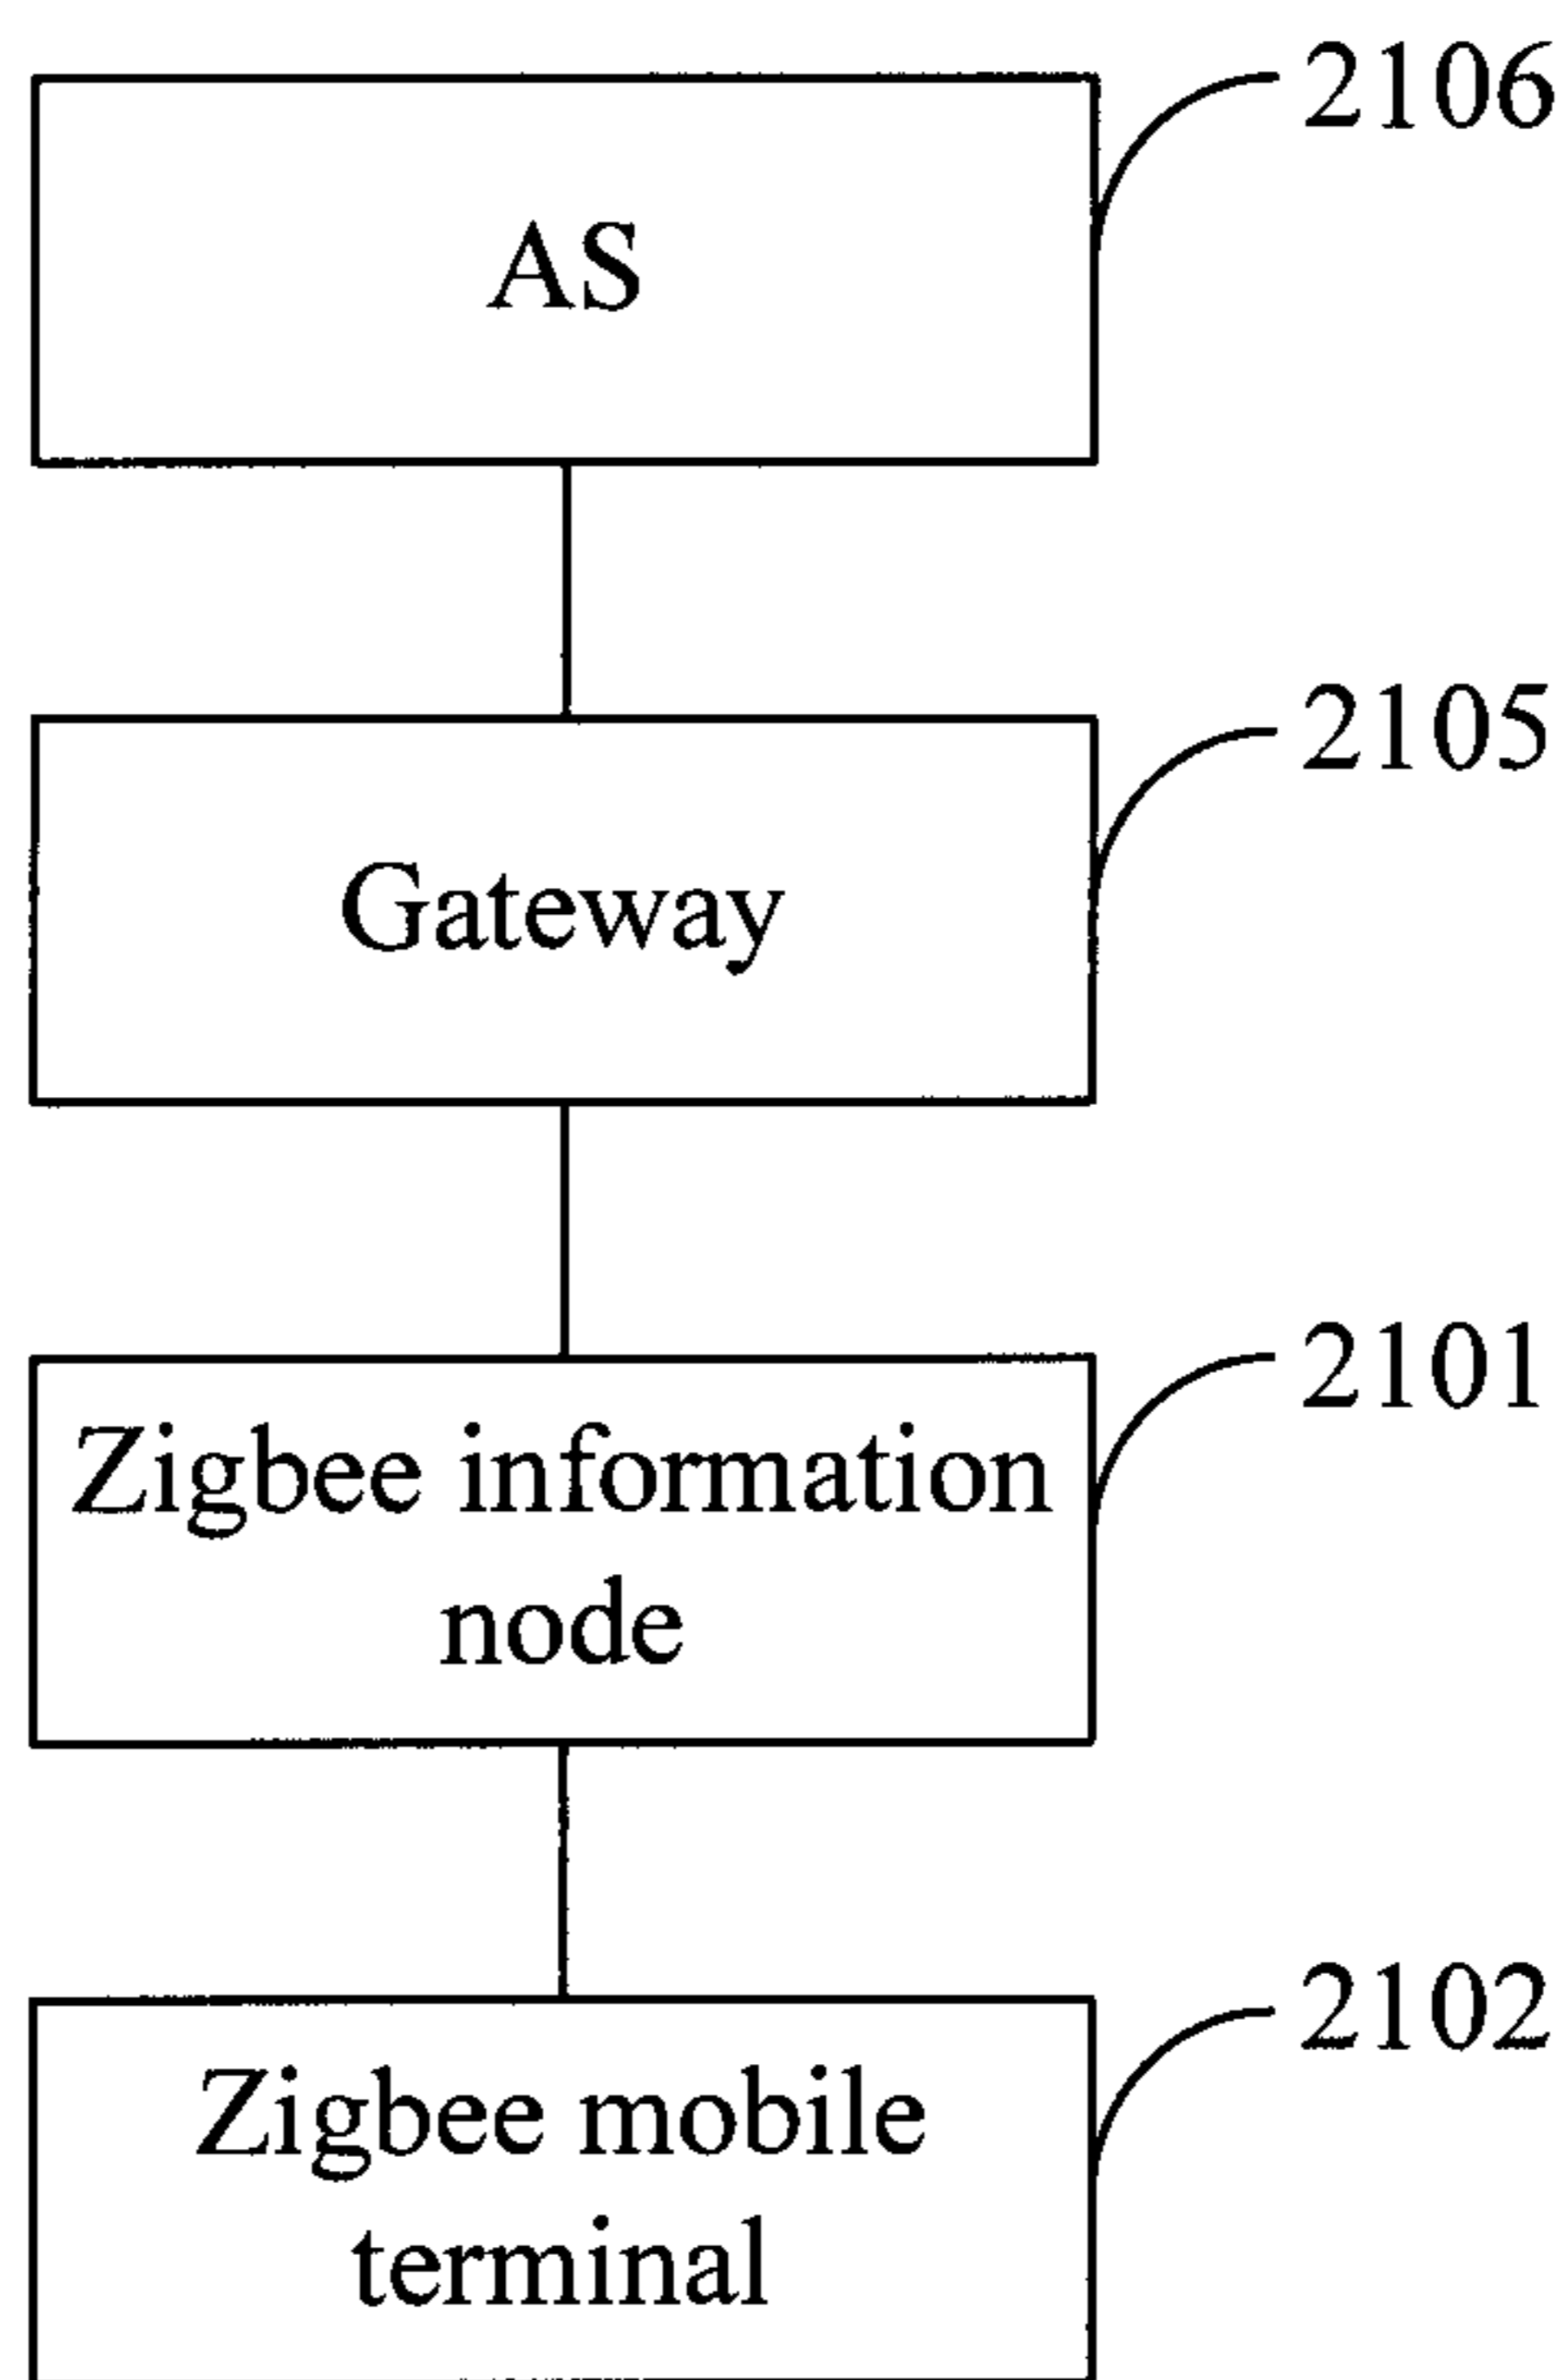 2106
AS
2105
Gateway
2101
Zigbee information
node
2102
Zigbee mobile
terminal